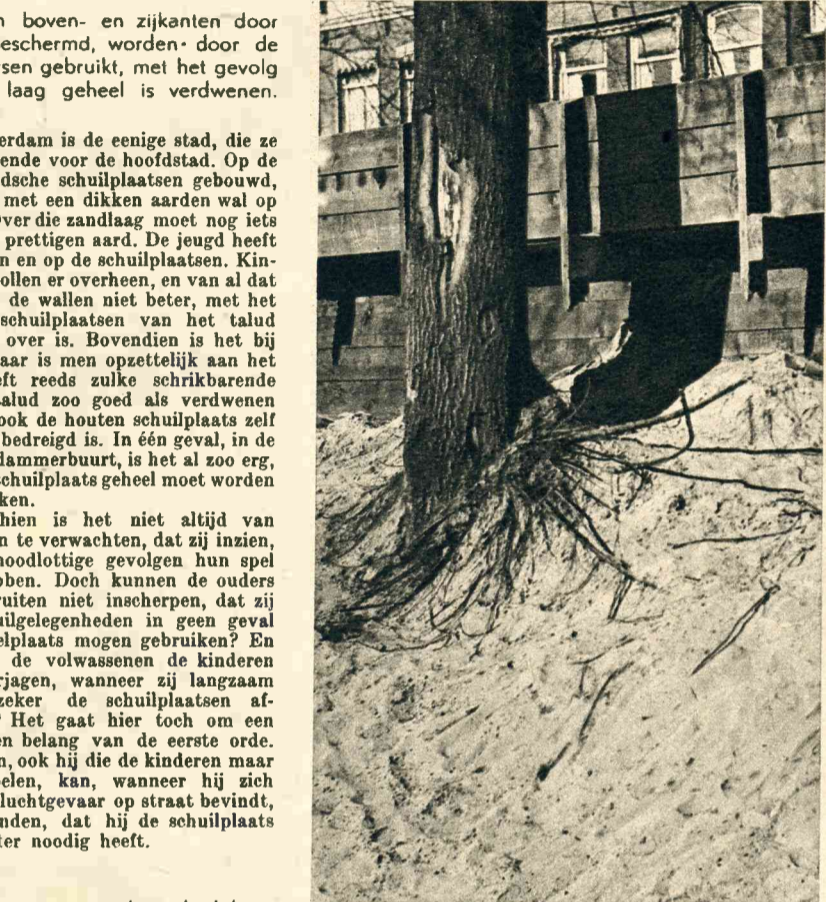 boven- en zijkanten door
eschermd, worden door de
sen gebruikt, met het gevolg
laag geheel is verdwenen.
erdam is de eenige stad, die ze
ende voor de hoofdstad. Op de
dsche schuilplaatsen gebouwd,
met een dikken aarden wal op
ver die zandlaag moet nog iets
prettigen aard. De jeugd heeft
n en op de schuilplaatsen. Kin-
ollen er overheen, en van al dat
de wallen niet beter, met het
schuilplaatsen van het talud
over is. Bovendien is het bij
aar is men opzettelijk aan het
eft reeds zulke schrikbarende
alud zoo goed als verdwenen
ook de houten schuilplaats zelf
bedreigd is. In één geval, in de
dammerbuurt, is het al zoo erg,
schuilplaats geheel moet worden
ken.
hien is het niet altijd van
n te verwachten, dat zij inzien,
noodlottige gevolgen hun spel
bben. Doch kunnen de ouders
ruiten niet inscherpen, dat zij
uilgelegenheden in geen geval
elplaats mogen gebruiken? En
de volwassenen de kinderen
rjagen, wanneer zij langzaam
zeker de schuilplaatsen af-
Het gaat hier toch om een
en belang van de eerste orde.
n, ook hij die de kinderen maar
elen, kan, wanneer hij zich
luchtgevaar op straat bevindt,
nden, dat hij de schuilplaats
ter noodig heeft.